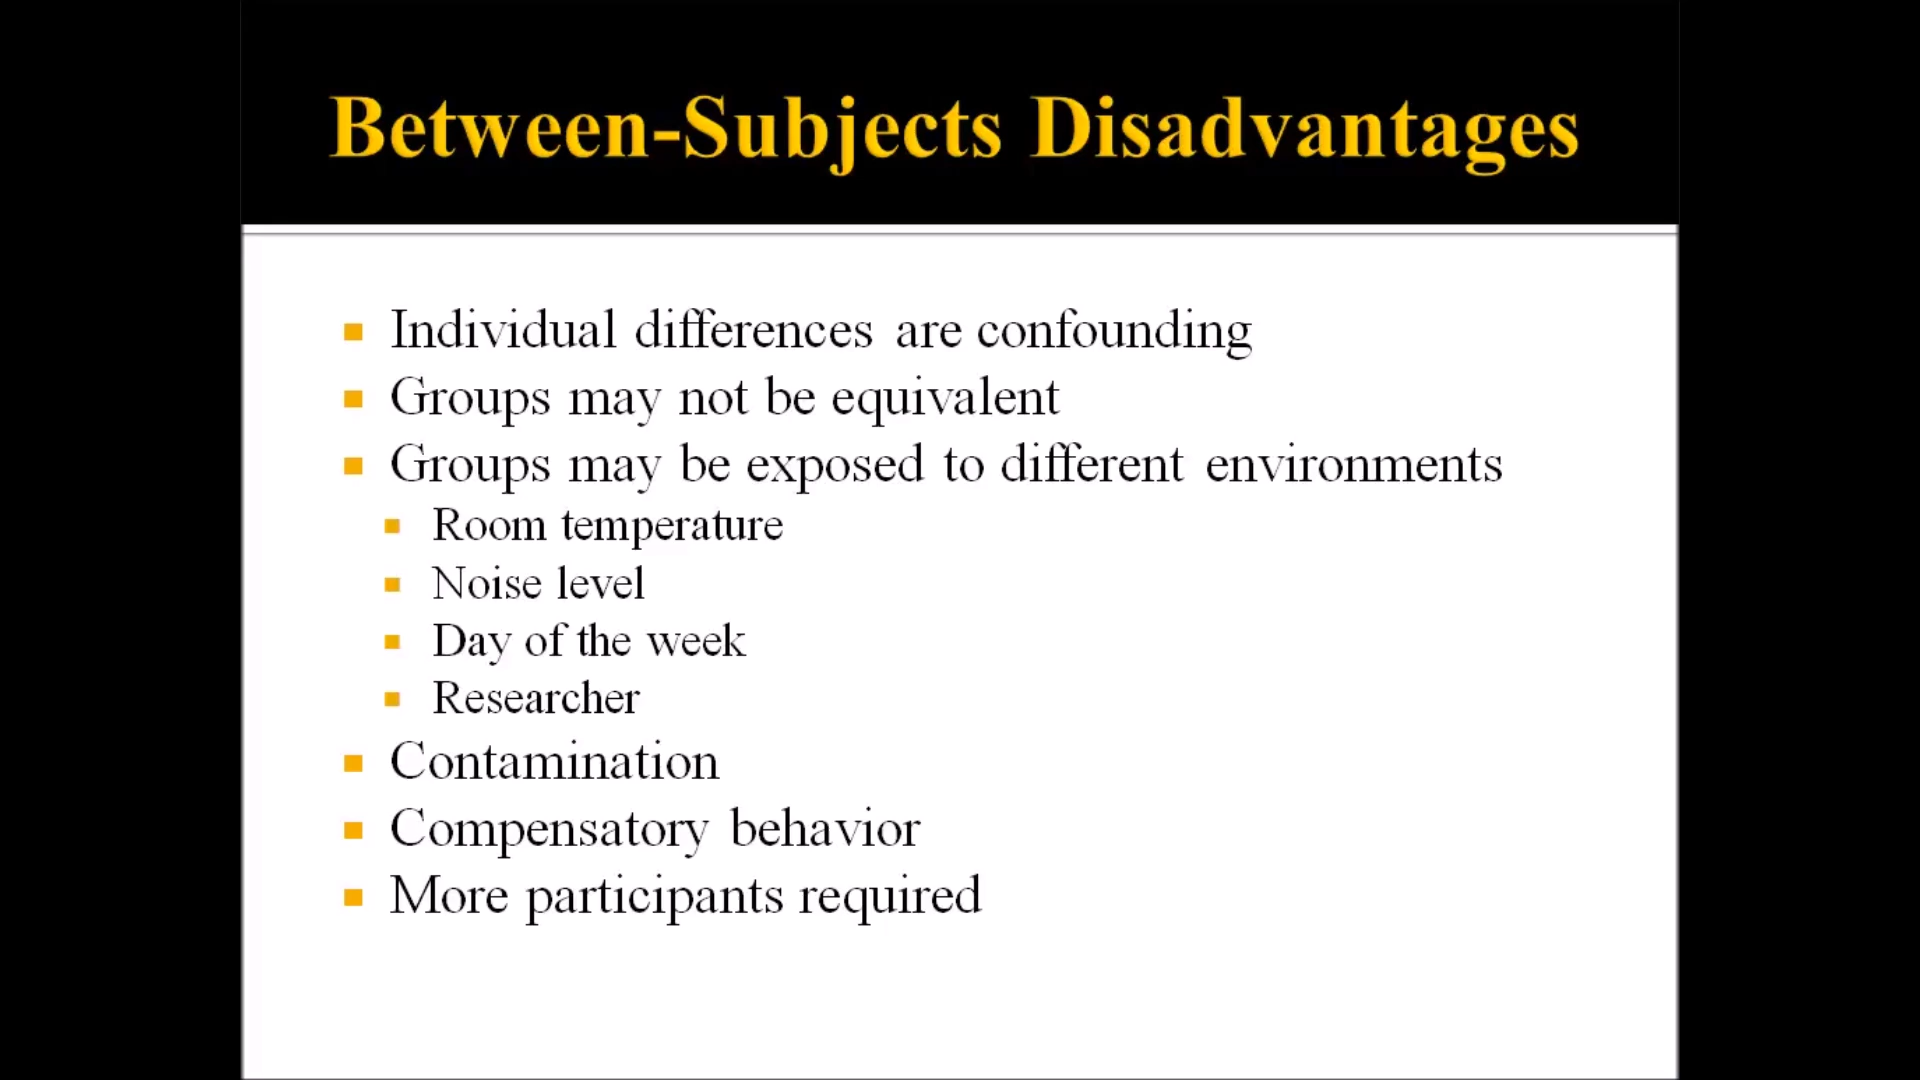 Between-Subjects Disadvantages
Individual differences are confounding
Groups may not be equivalent
Groups may be exposed to different environments
Room temperature
Noise level
Day of the week
Researcher
Contamination
Compensatory behavior
More participants required